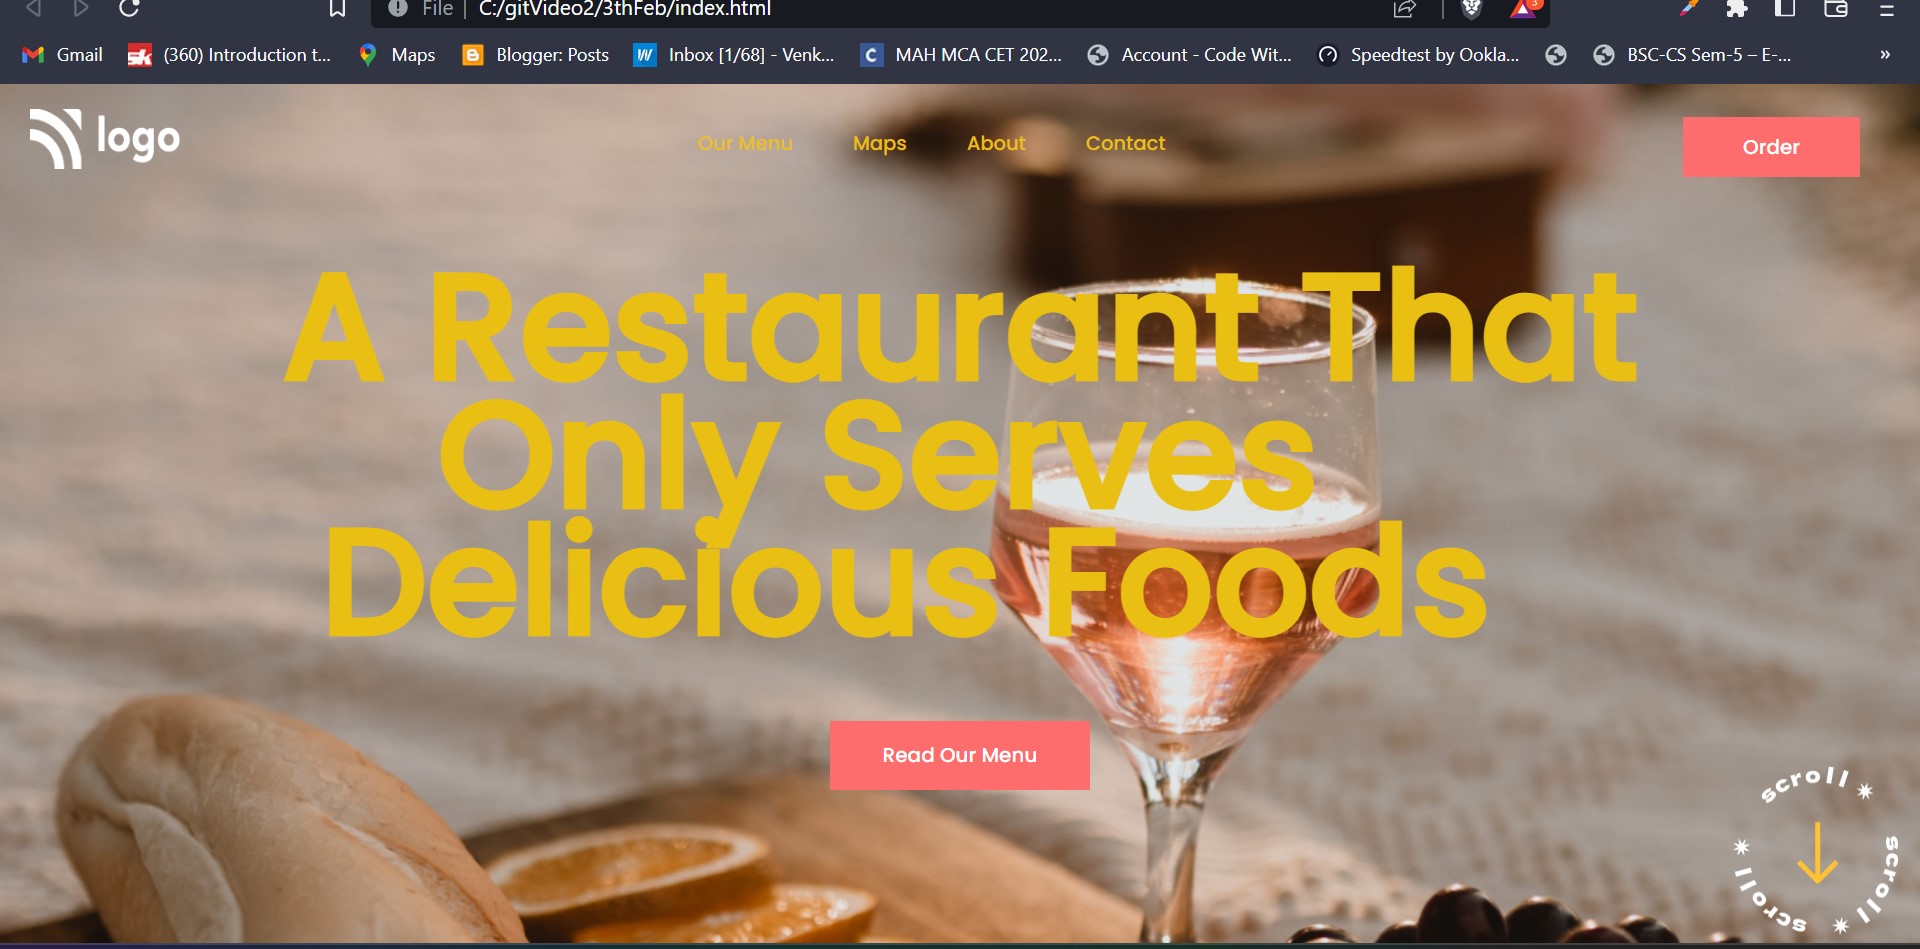 File | C:/gitVideo2/3thFeb/index.html 3
Gmail (360) Introduction t... Maps Blogger: Posts Inbox [1/68] - Venk... MAH MCA CET 202... Account - Code Wit... Speedtest by Ookla... BSC-CS Sem-5 – E-... »
logo Our Menu Maps About Contact Order
A Restaurant That
Only Serves
Delicious Foods
Read Our Menu
scroll ✷ scroll ✷ scroll ✷